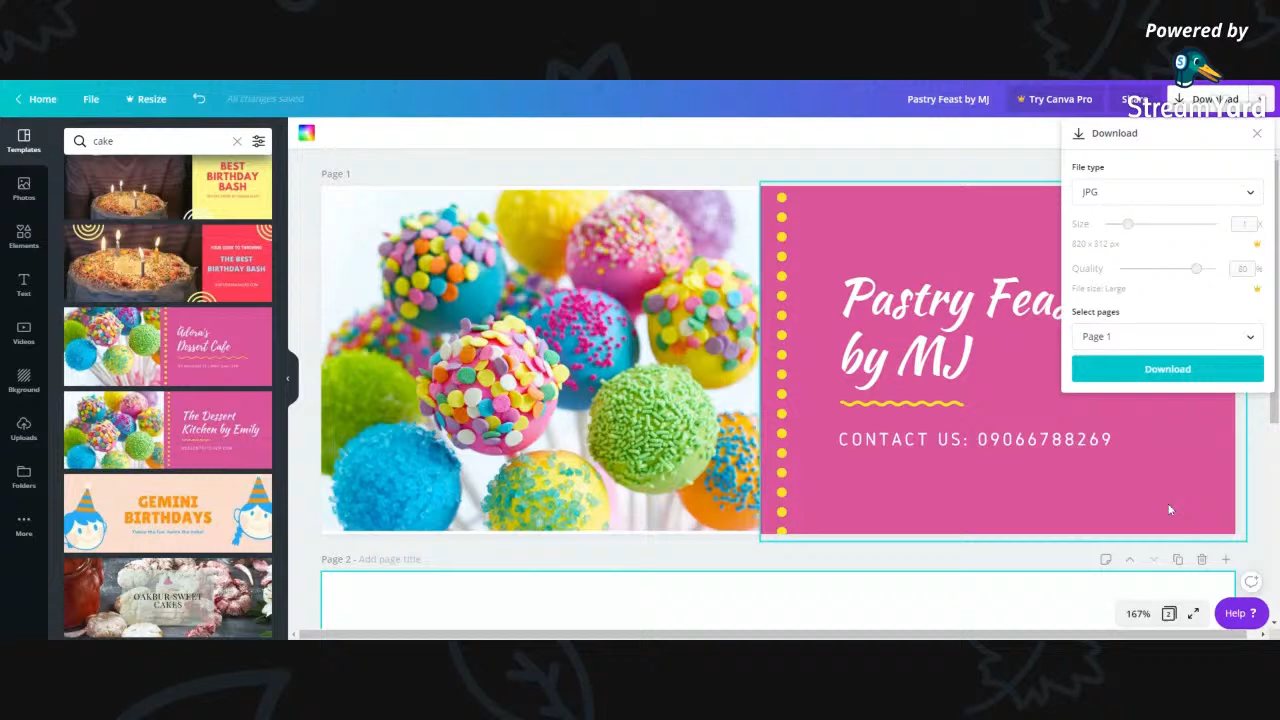 Powered by
StreamYard
Home
File
Resize
All changes saved
Pastry Feast by MJ
Try Canva Pro
Download
Templates
Photos
Elements
Text
Videos
Bkground
Uploads
Folders
More
cake
BEST
BIRTHDAY
BASH
THE BEST
BIRTHDAY BASH
Adora's
Dessert Cafe
The Dessert
Kitchen by Emily
GEMINI
BIRTHDAYS
OAKBUR SWEET
CAKES
Page 1
Pastry Feas
by MJ
CONTACT US: 09066788269
Page 2 - Add page title
Download
File type
JPG
Size
1 x
820 x 312 px
Quality
80 %
File size: Large
Select pages
Page 1
Download
167%
2
Help ?